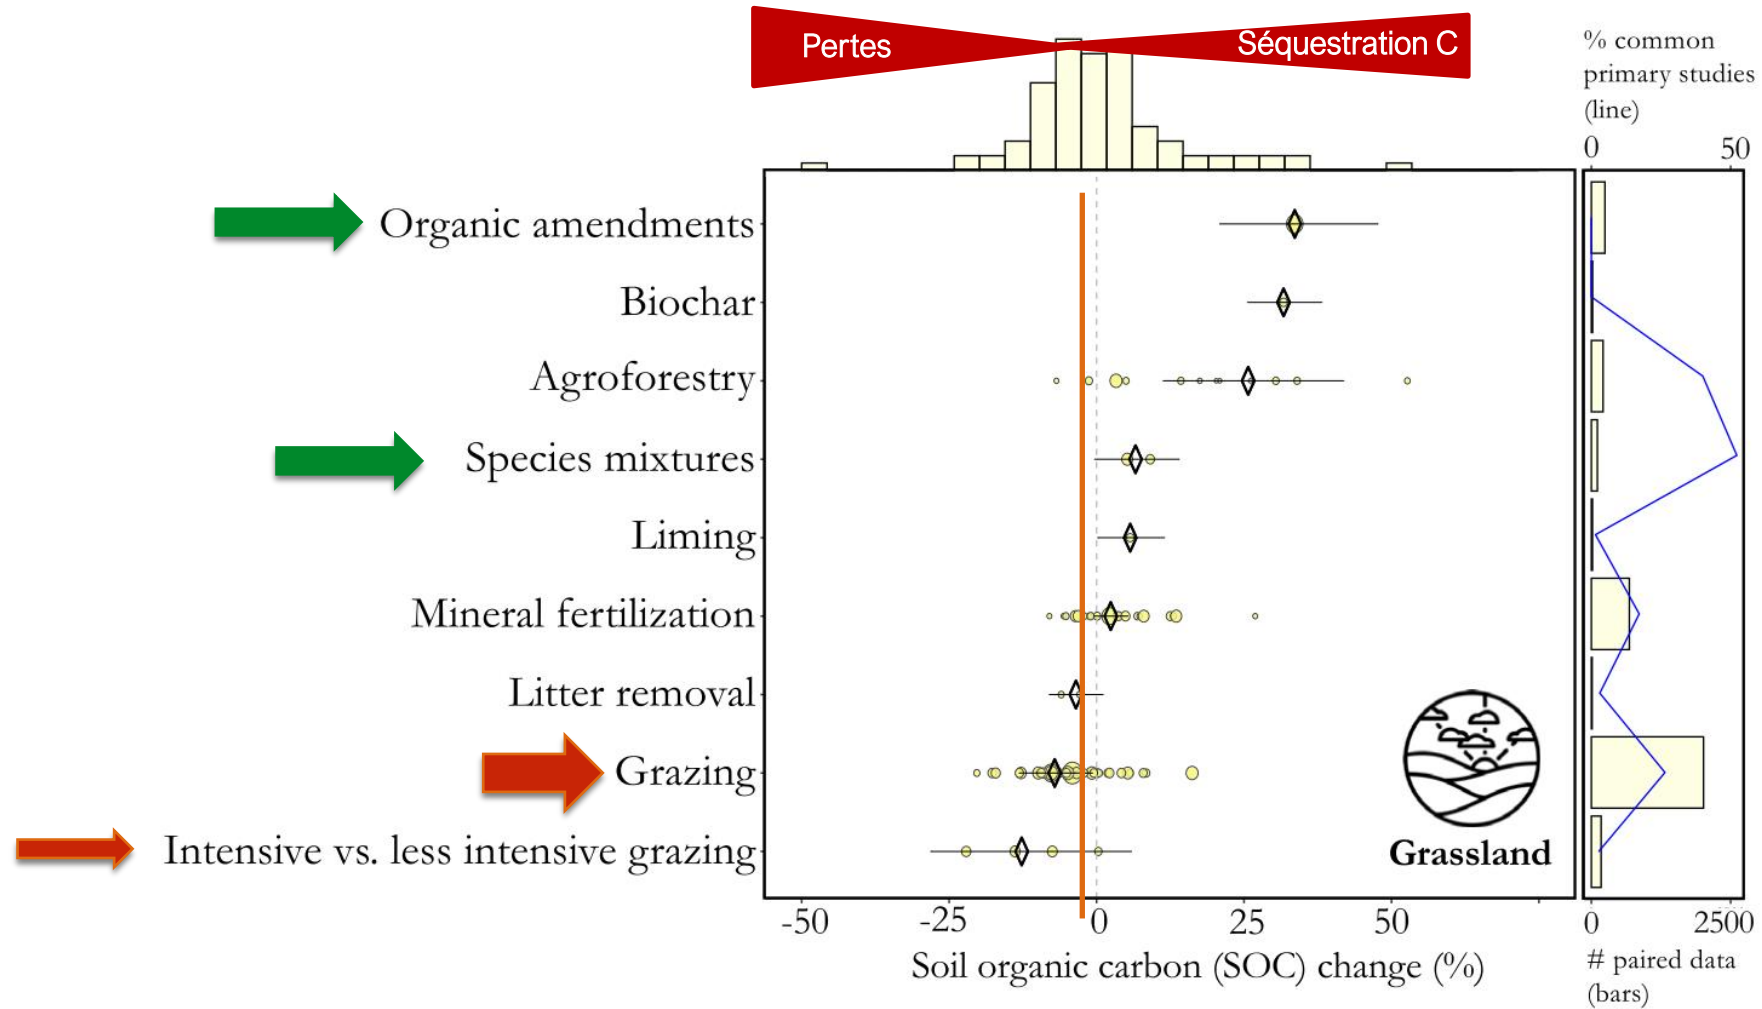 Pertes
Séquestration C
% common
primary studies
(line)
0 50
Organic amendments
Biochar
Agroforestry
Species mixtures
Liming
Mineral fertilization
Litter removal
Grazing
Intensive vs. less intensive grazing
Grassland
-50 -25 0 25 50
Soil organic carbon (SOC) change (%)
0 2500
# paired data
(bars)